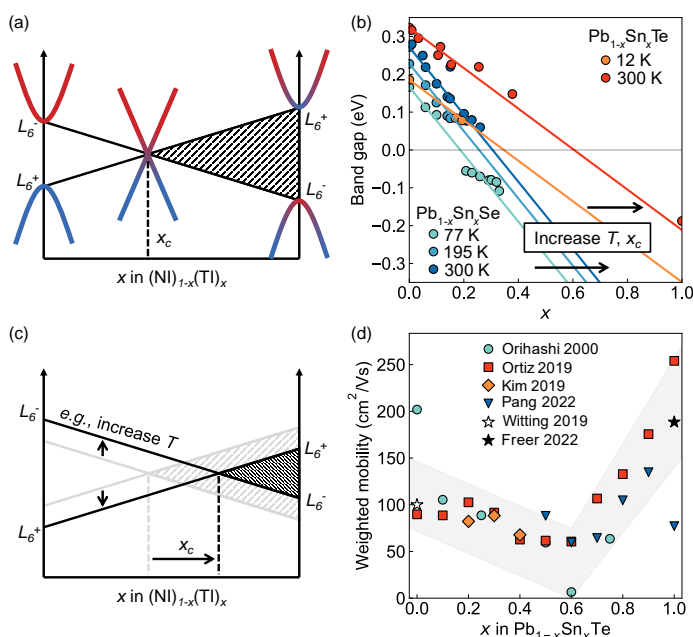 (a)
L₆⁻
L₆⁺
L₆⁺
L₆⁻
x_c
x in (NI)₁₋ₓ(TI)ₓ
(b)
Band gap (eV)
0.3
0.2
0.1
0.0
−0.1
−0.2
−0.3
Pb₁₋ₓSnₓTe
12 K
300 K
Pb₁₋ₓSnₓSe
77 K
195 K
300 K
Increase T, x_c
0.0 0.2 0.4 0.6 0.8 1.0
x
(c)
L₆⁻
L₆⁺
e.g., increase T
L₆⁺
L₆⁻
x_c
x in (NI)₁₋ₓ(TI)ₓ
(d)
Weighted mobility (cm²/Vs)
250
200
150
100
50
0
Orihashi 2000
Ortiz 2019
Kim 2019
Pang 2022
Witting 2019
Freer 2022
0.0 0.2 0.4 0.6 0.8 1.0
x in Pb₁₋ₓSnₓTe